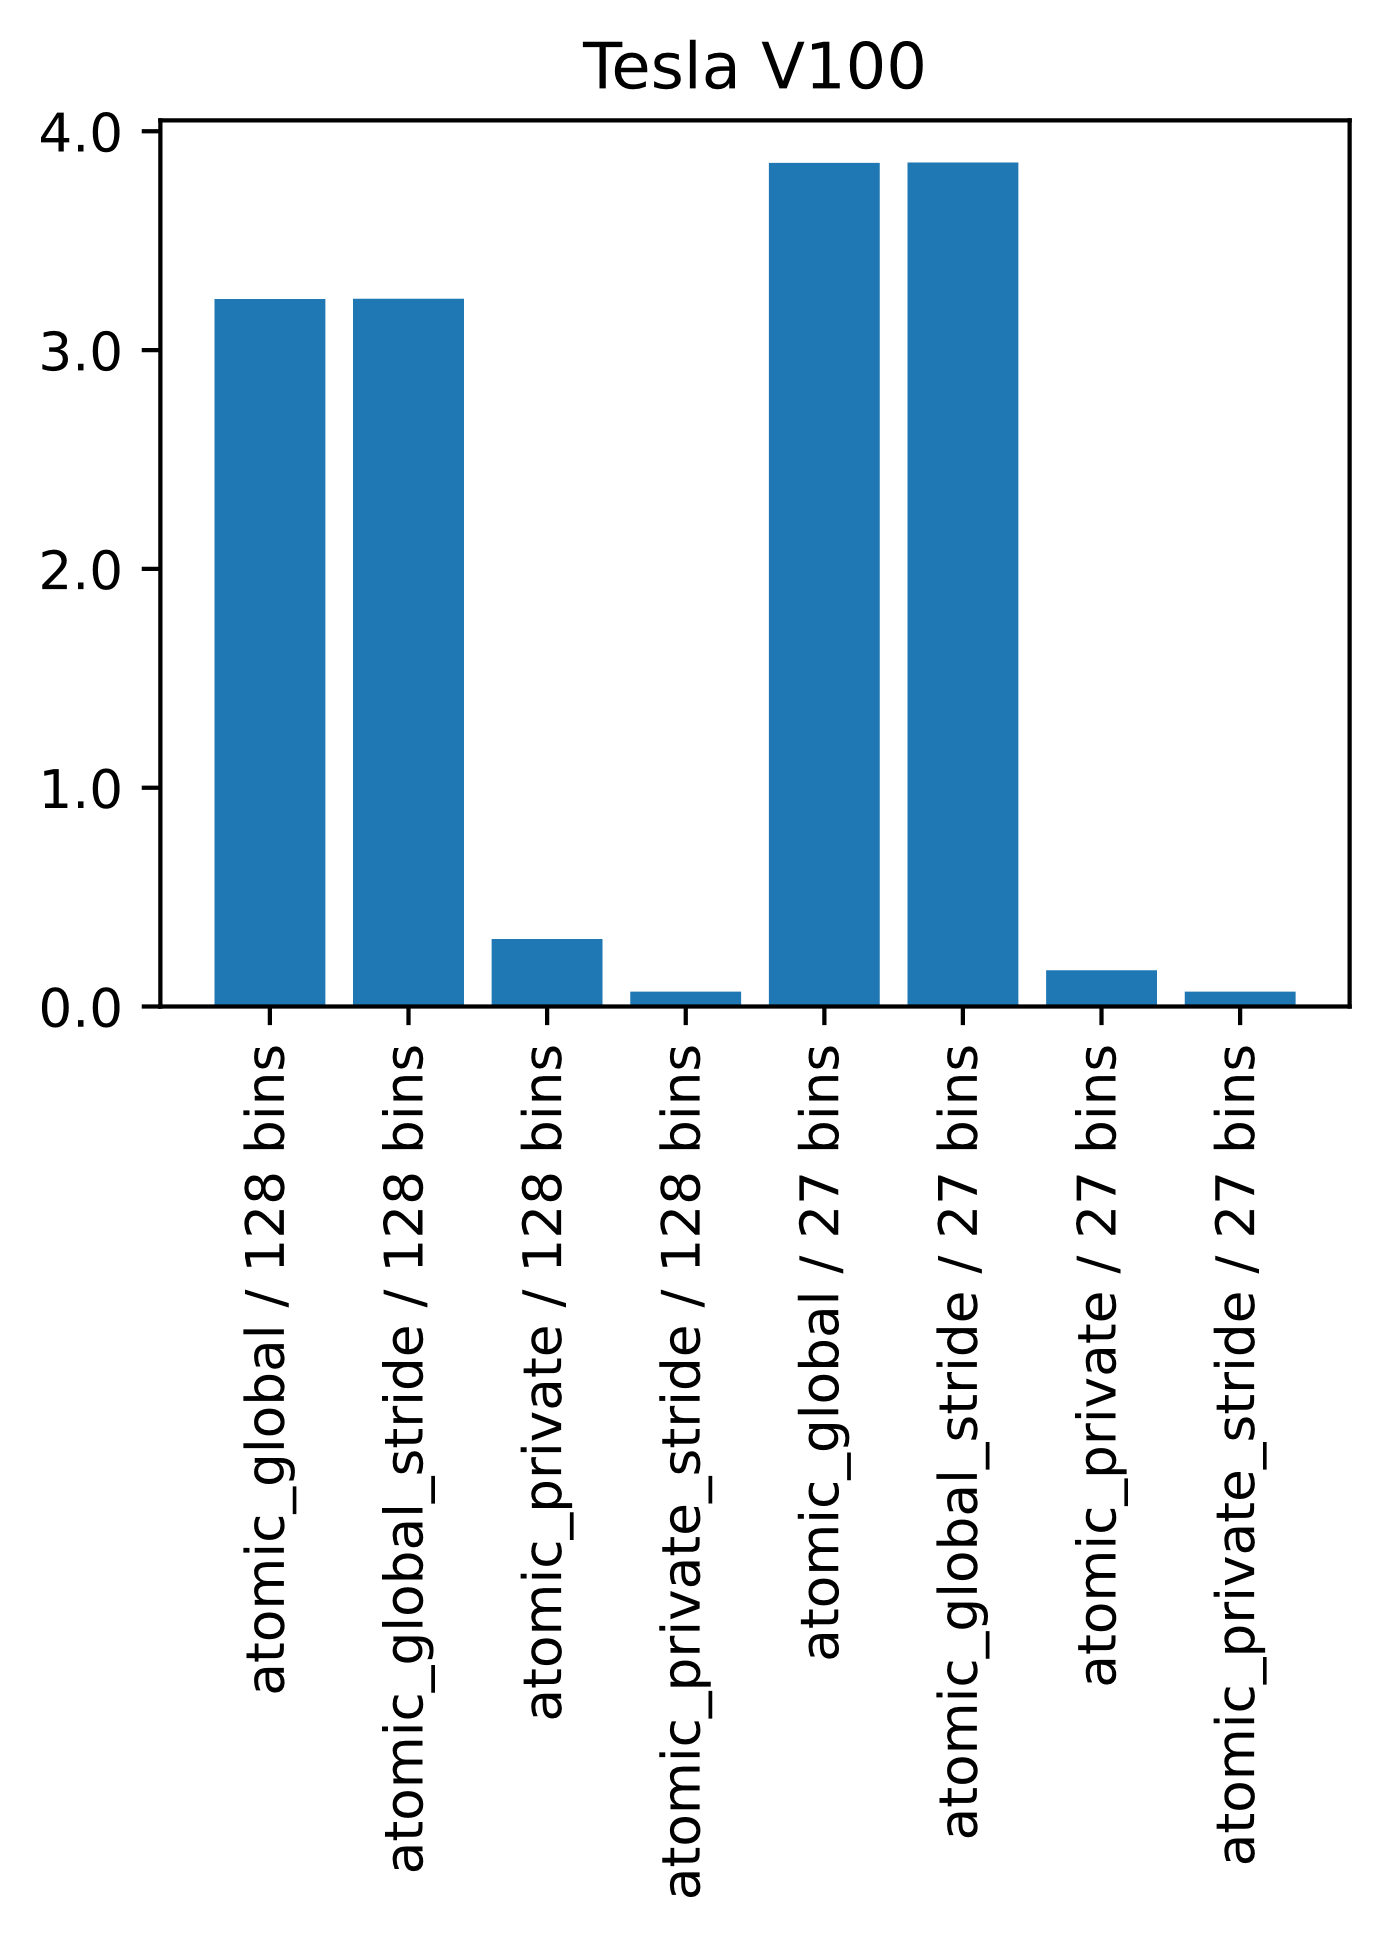 Tesla V100
4.0
3.0
2.0
1.0
0.0
atomic_global / 128 bins
atomic_global_stride / 128 bins
atomic_private / 128 bins
atomic_private_stride / 128 bins
atomic_global / 27 bins
atomic_global_stride / 27 bins
atomic_private / 27 bins
atomic_private_stride / 27 bins